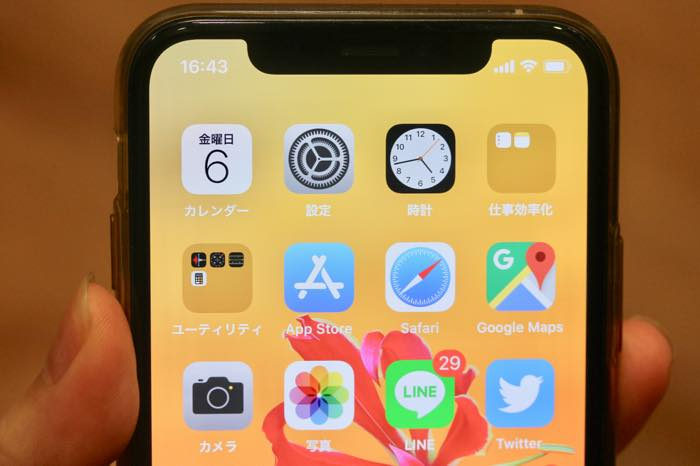 16:43
金曜日
6
カレンダー
設定
時計
仕事効率化
ユーティリティ
App Store
Safari
G
Google Maps
カメラ
写真
29
LINE
LINE
Twitter